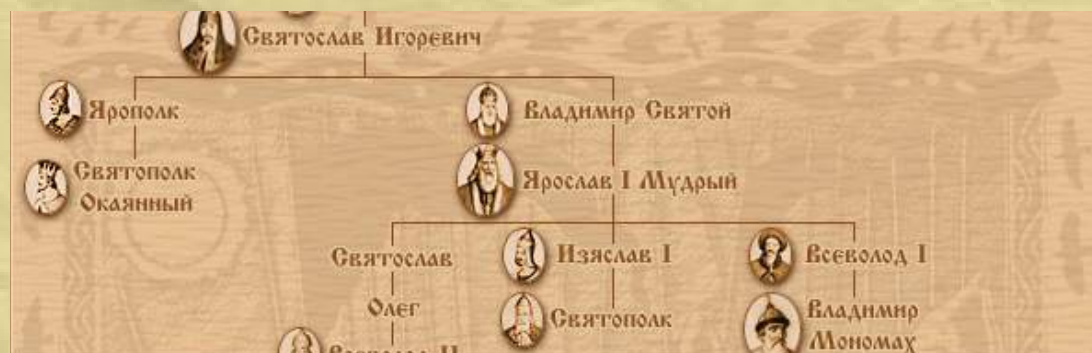 Святослав Игоревич
Ярополк
Владимир Святой
Святополк
Окаянный
Ярослав I Мудрый
Святослав
Изяслав I
Всеволод I
Олег
Святополк
Владимир
Мономах